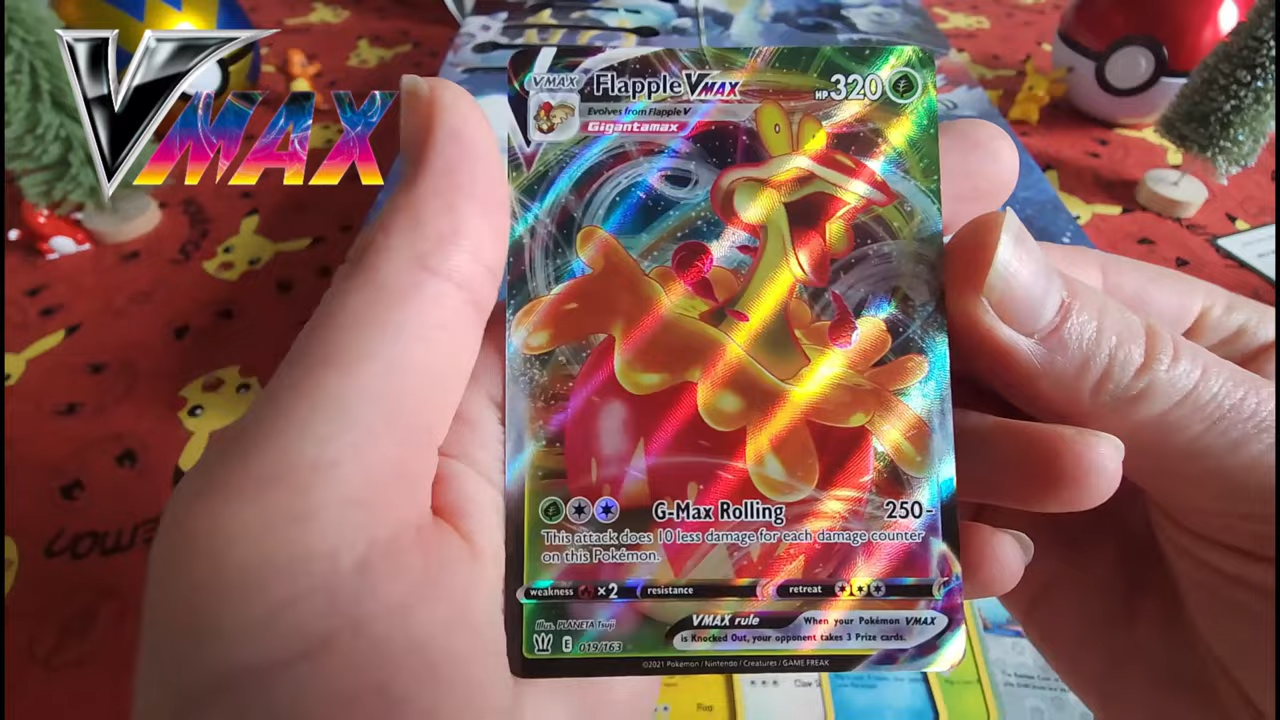 VMAX
VMAX
Flapple VMAX
HP 320
Evolves from Flapple V
Gigantamax
G-Max Rolling 250-
This attack does 10 less damage for each damage counter
on this Pokémon.
weakness ×2 resistance retreat
Illus. PLANETA Tsuji
VMAX rule When your Pokémon VMAX
is Knocked Out, your opponent takes 3 Prize cards.
E 019/163
©2021 Pokémon / Nintendo / Creatures / GAME FREAK